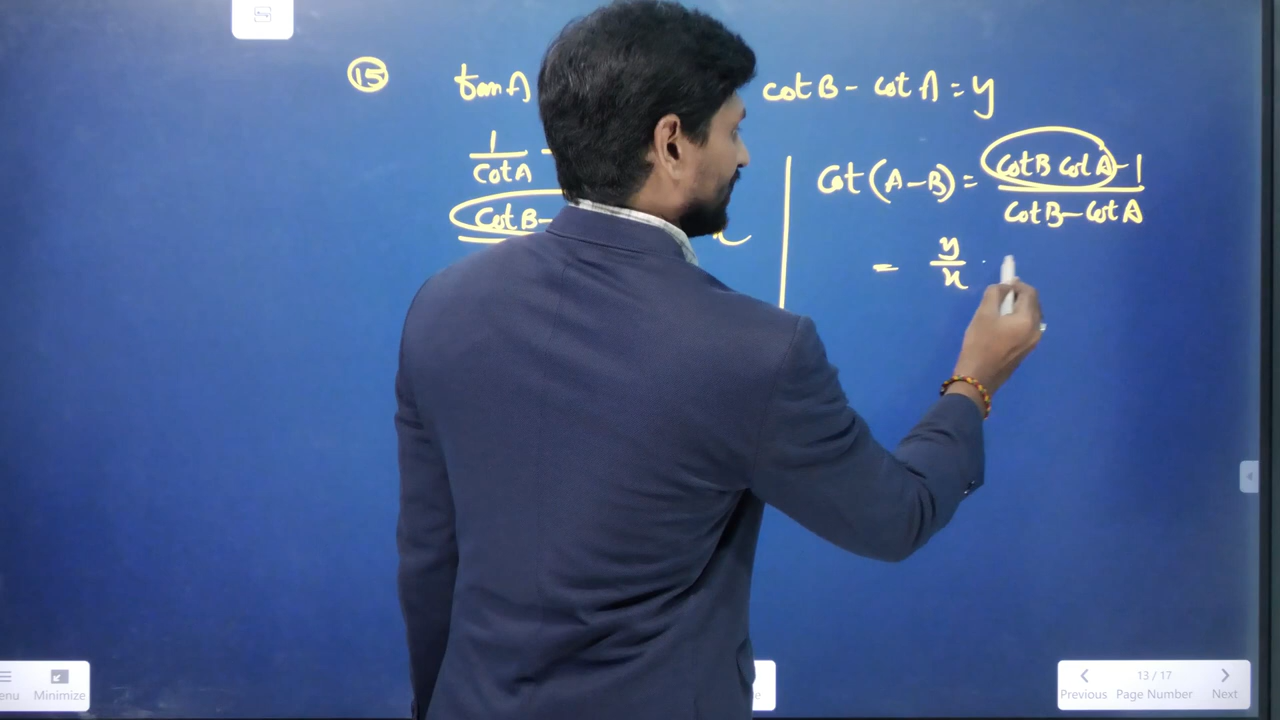 15 tan A cot B - cot A = y
1/cot A -
cot B - x
cot (A - B) = cot B cot A - 1 / cot B - cot A
= y/x
enu Minimize
13 / 17
Previous Page Number Next